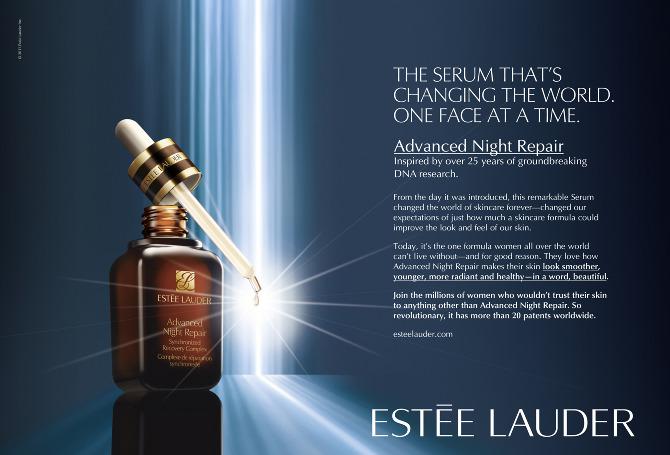 THE SERUM THAT'S
CHANGING THE WORLD.
ONE FACE AT A TIME.
Advanced Night Repair
Inspired by over 25 years of groundbreaking
DNA research.
From the day it was introduced, this remarkable Serum
changed the world of skincare forever—changed our
expectations of just how much a skincare formula could
improve the look and feel of our skin.
Today, it's the one formula women all over the world
can't live without—and for good reason. They love how
Advanced Night Repair makes their skin look smoother,
younger, more radiant and healthy—in a word, beautiful.
Join the millions of women who wouldn't trust their skin
to anything other than Advanced Night Repair. So
revolutionary, it has more than 20 patents worldwide.
esteelauder.com
ESTĒE LAUDER
ESTĒE LAUDER
Advanced
Night Repair
Synchronized
Recovery Complex
Complexe de réparation
synchronisée